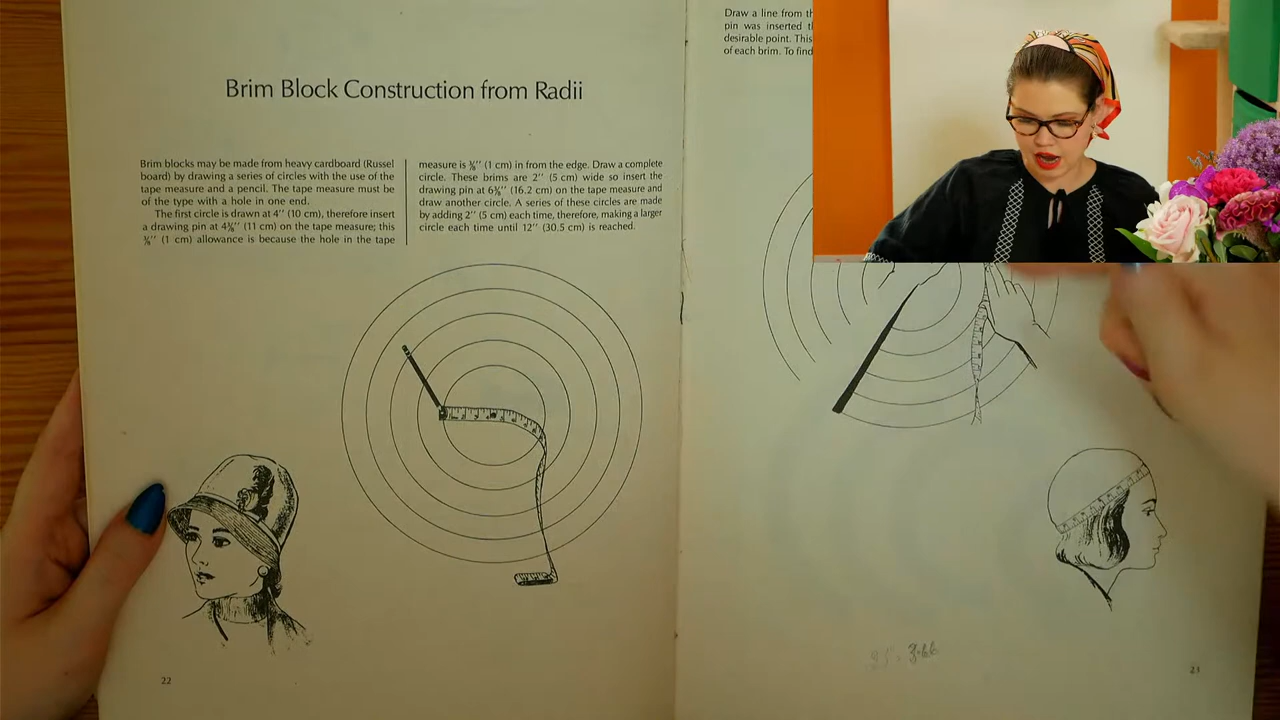 Brim Block Construction from Radii
Brim blocks may be made from heavy cardboard (Russel
board) by drawing a series of circles with the use of the
tape measure and a pencil. The tape measure must be
of the type with a hole in one end.
The first circle is drawn at 4'' (10 cm), therefore insert
a drawing pin at 4⅜'' (11 cm) on the tape measure; this
⅜'' (1 cm) allowance is because the hole in the tape
measure is ⅜'' (1 cm) in from the edge. Draw a complete
circle. These brims are 2'' (5 cm) wide so insert the
drawing pin at 6⅜'' (16.2 cm) on the tape measure and
draw another circle. A series of these circles are made
by adding 2'' (5 cm) each time, therefore, making a larger
circle each time until 12'' (30.5 cm) is reached.
22
Draw a line from th
pin was inserted t
desirable point. This
of each brim. To find
23